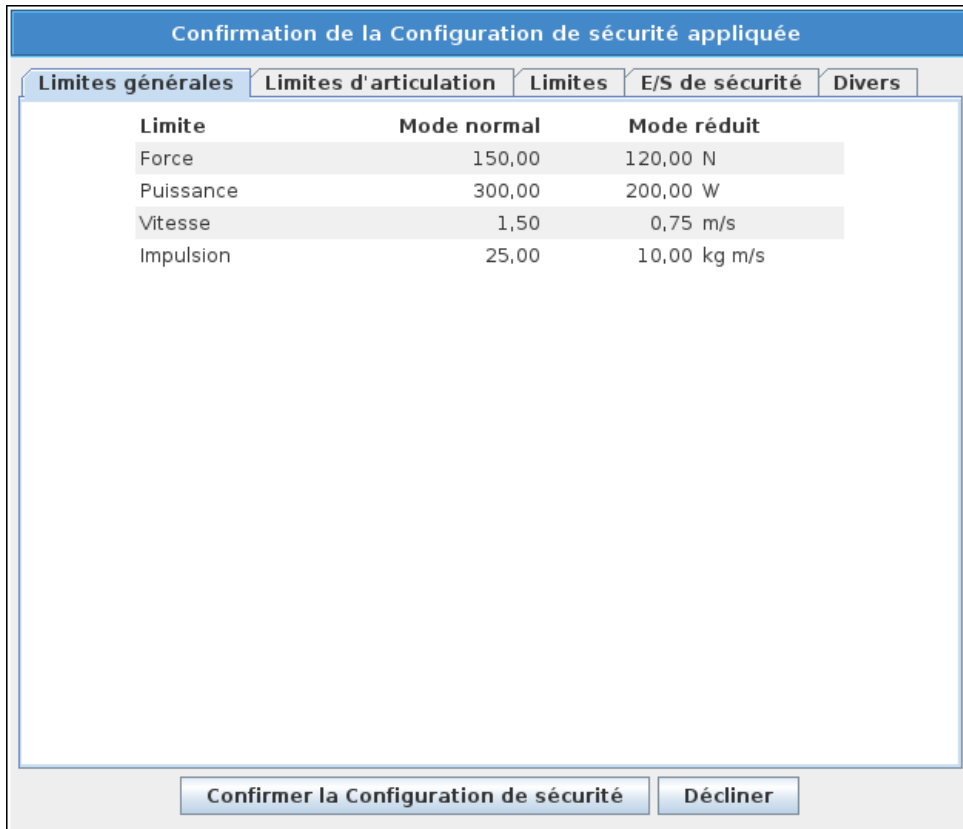 Confirmation de la Configuration de sécurité appliquée
Limites générales Limites d'articulation Limites E/S de sécurité Divers
Limite Mode normal Mode réduit
Force 150,00 120,00 N
Puissance 300,00 200,00 W
Vitesse 1,50 0,75 m/s
Impulsion 25,00 10,00 kg m/s
Confirmer la Configuration de sécurité Décliner